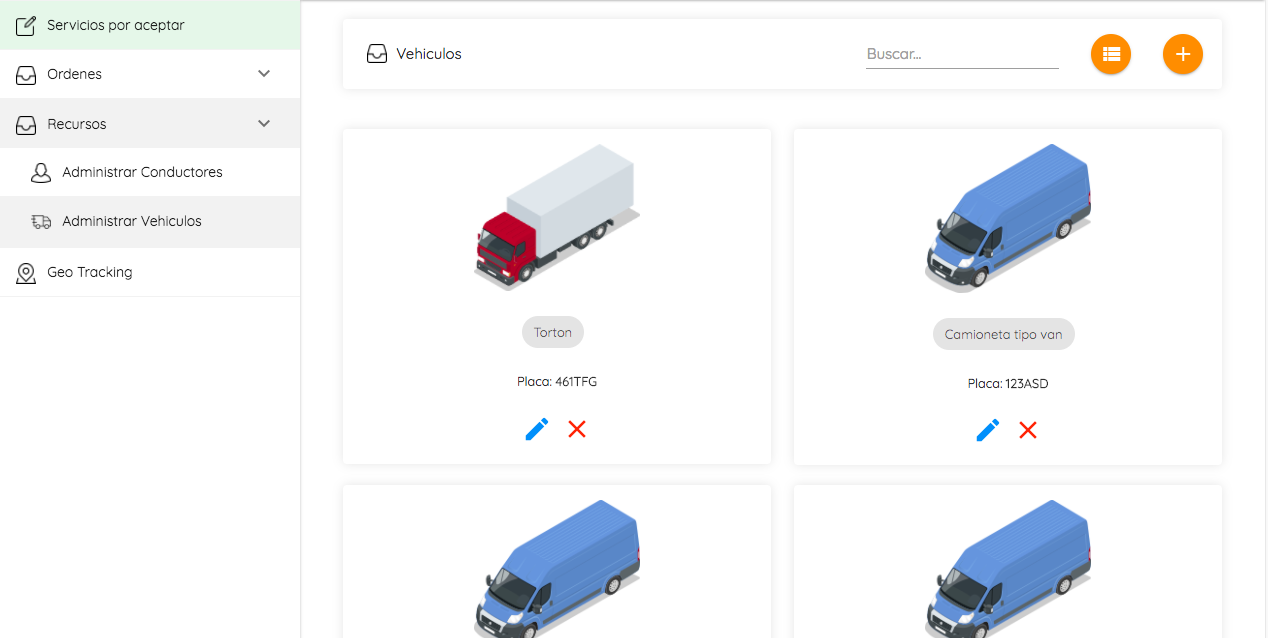 Servicios por aceptar
Ordenes
Recursos
Administrar Conductores
Administrar Vehiculos
Geo Tracking
Vehiculos
Buscar...
Torton
Placa: 461TFG
Camioneta tipo van
Placa: 123ASD